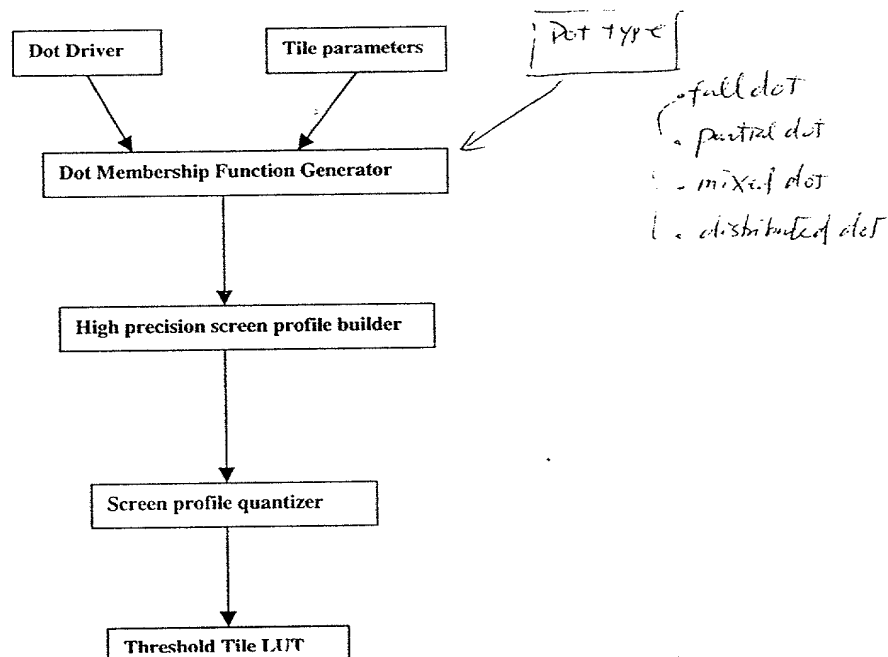 Dot Driver
Tile parameters
Dot type
• full dot
• partial dot
• mixed dot
• distributed dot
Dot Membership Function Generator
High precision screen profile builder
Screen profile quantizer
Threshold Tile LUT